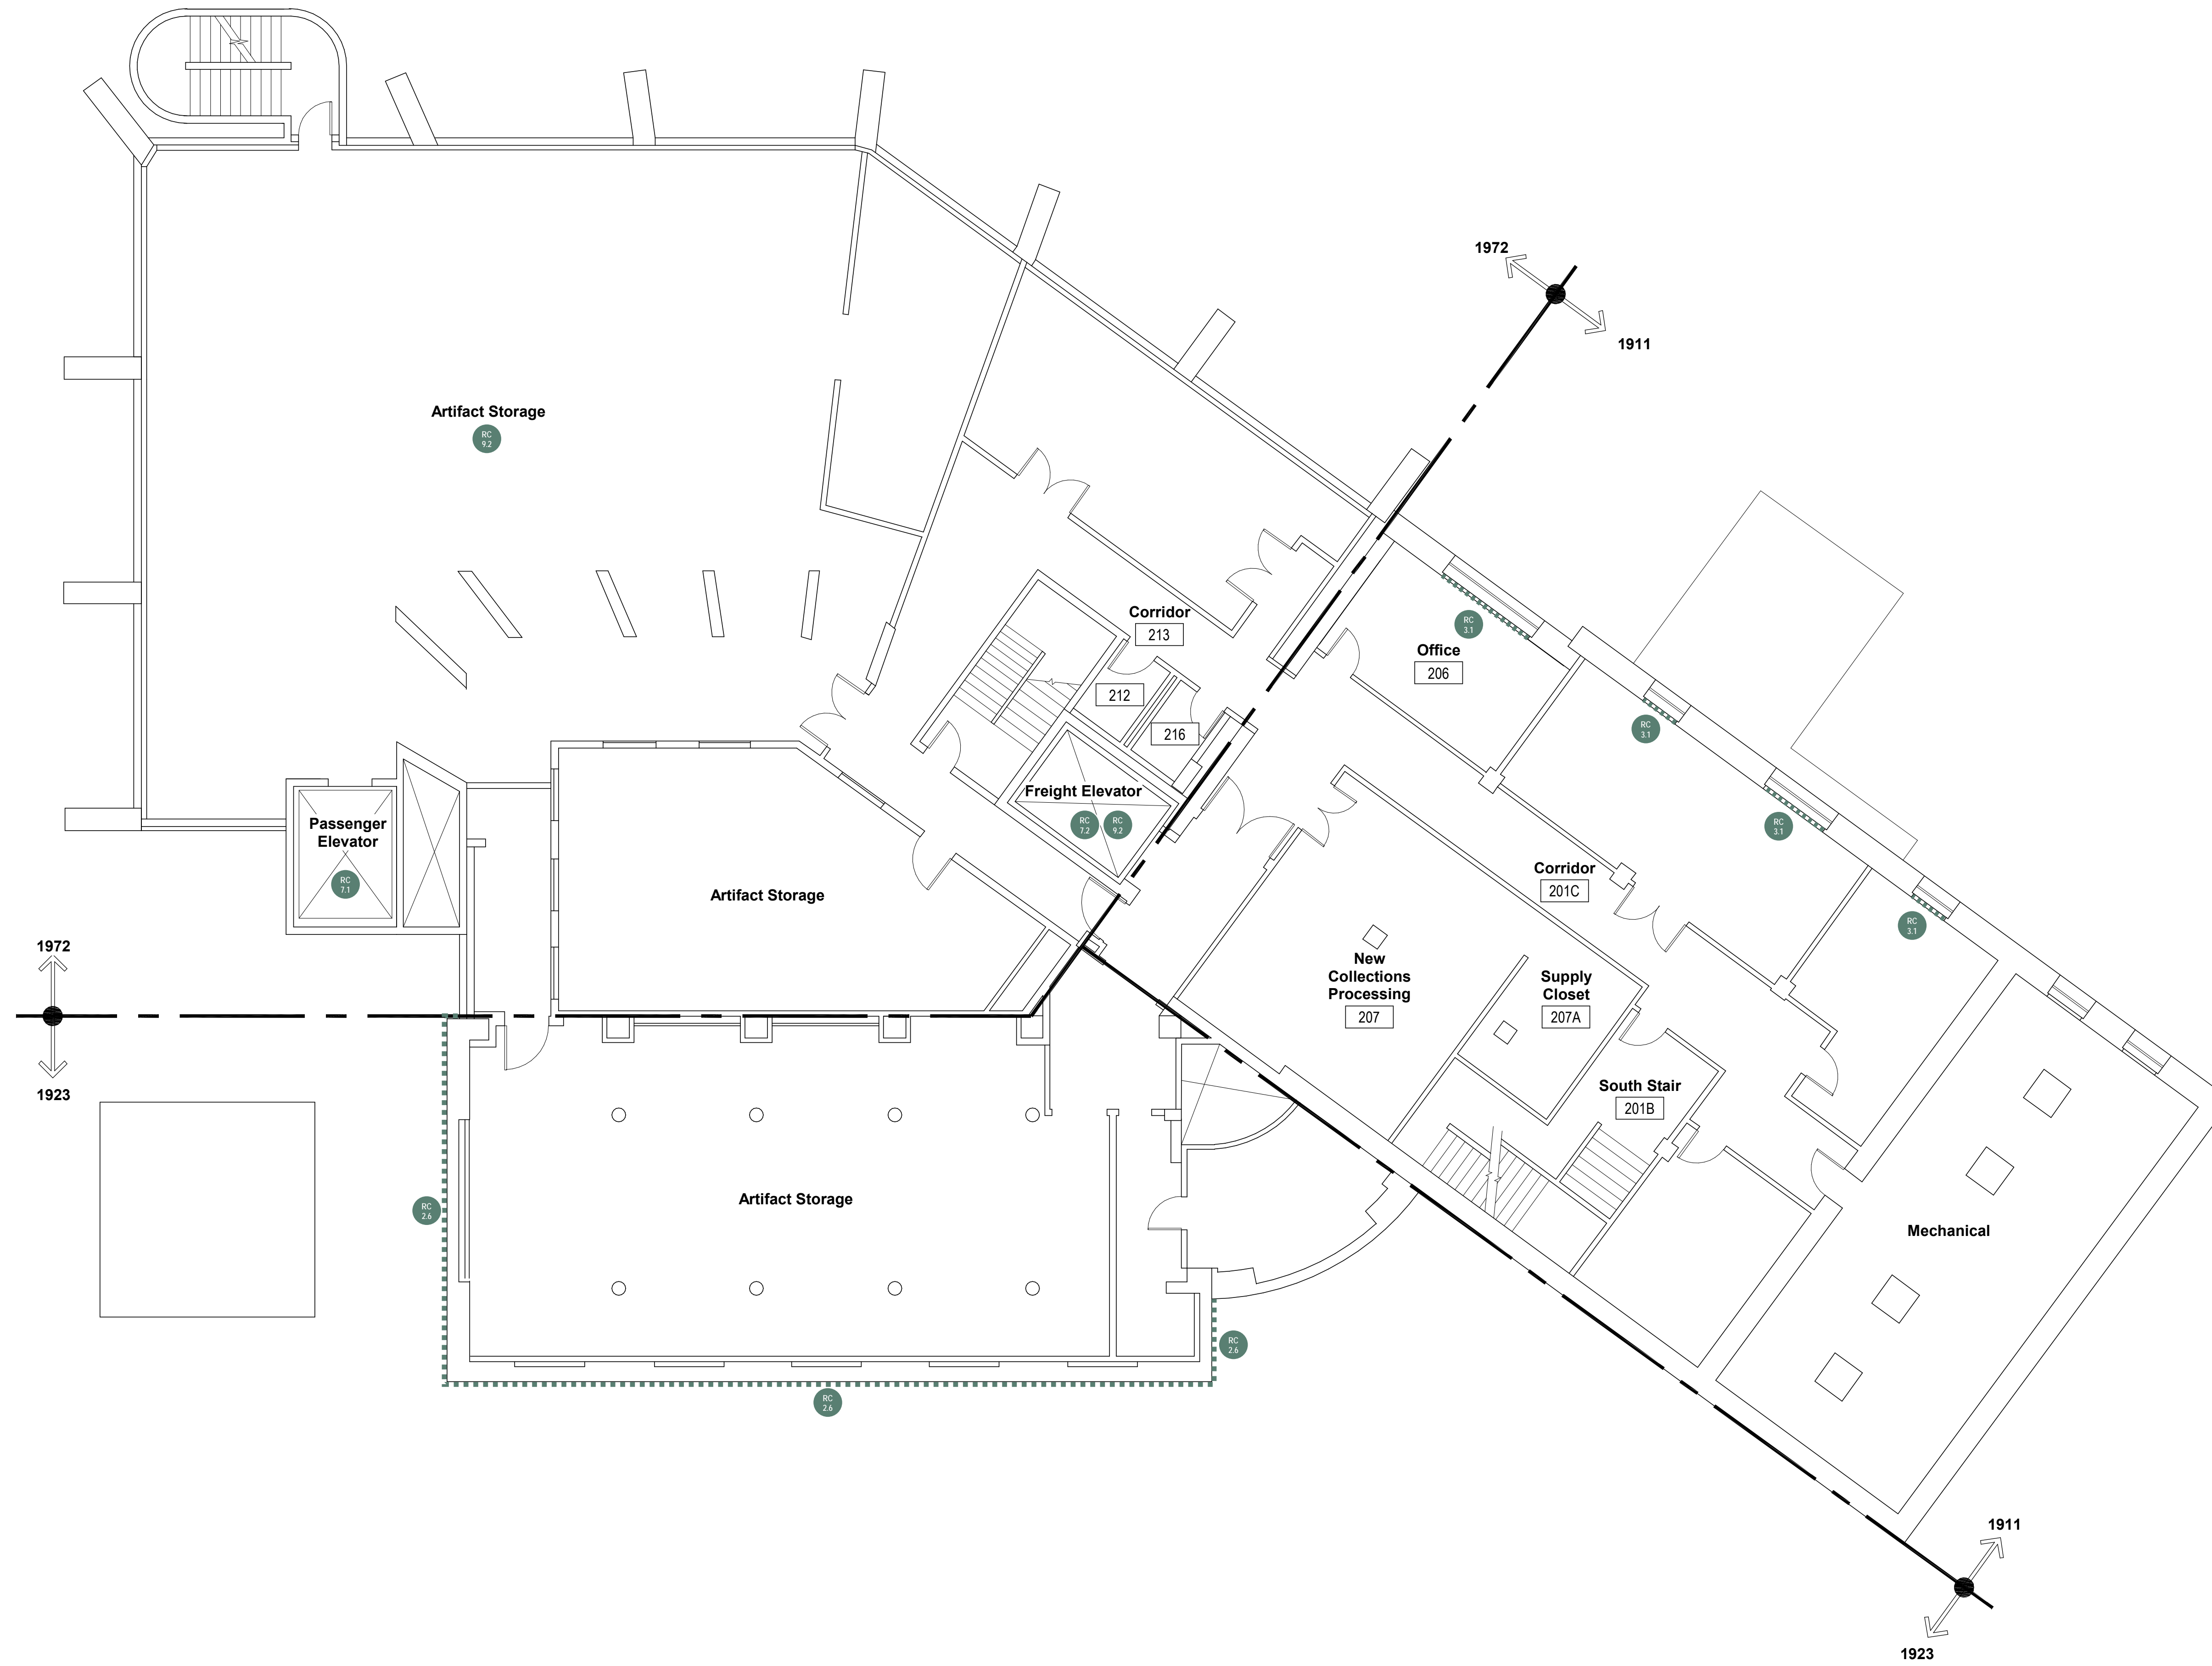 1972
1911
Artifact Storage
RC
9.2
Corridor
213
RC
3.1
Office
206
212
216
RC
3.1
Freight Elevator
RC
7.2
RC
9.2
Passenger
Elevator
RC
7.1
RC
3.1
Artifact Storage
Corridor
201C
RC
3.1
1972
1923
New
Collections
Processing
207
Supply
Closet
207A
South Stair
201B
Artifact Storage
RC
2.6
Mechanical
RC
2.6
RC
2.6
1911
1923